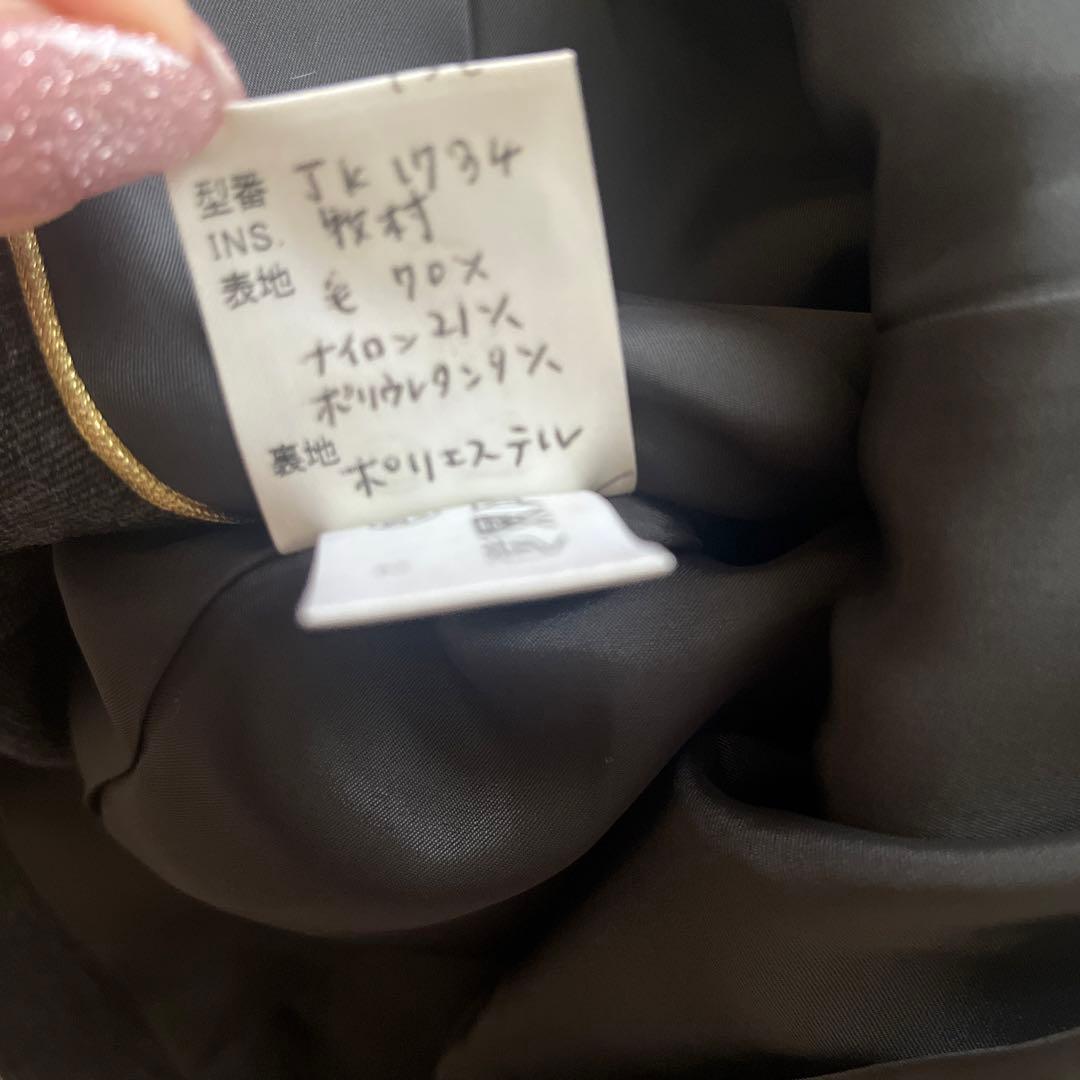 型番 JK 1734
INS. 牧村
表地 毛 70%
ナイロン 21%
ポリウレタン 9%
裏地 ポリエステル